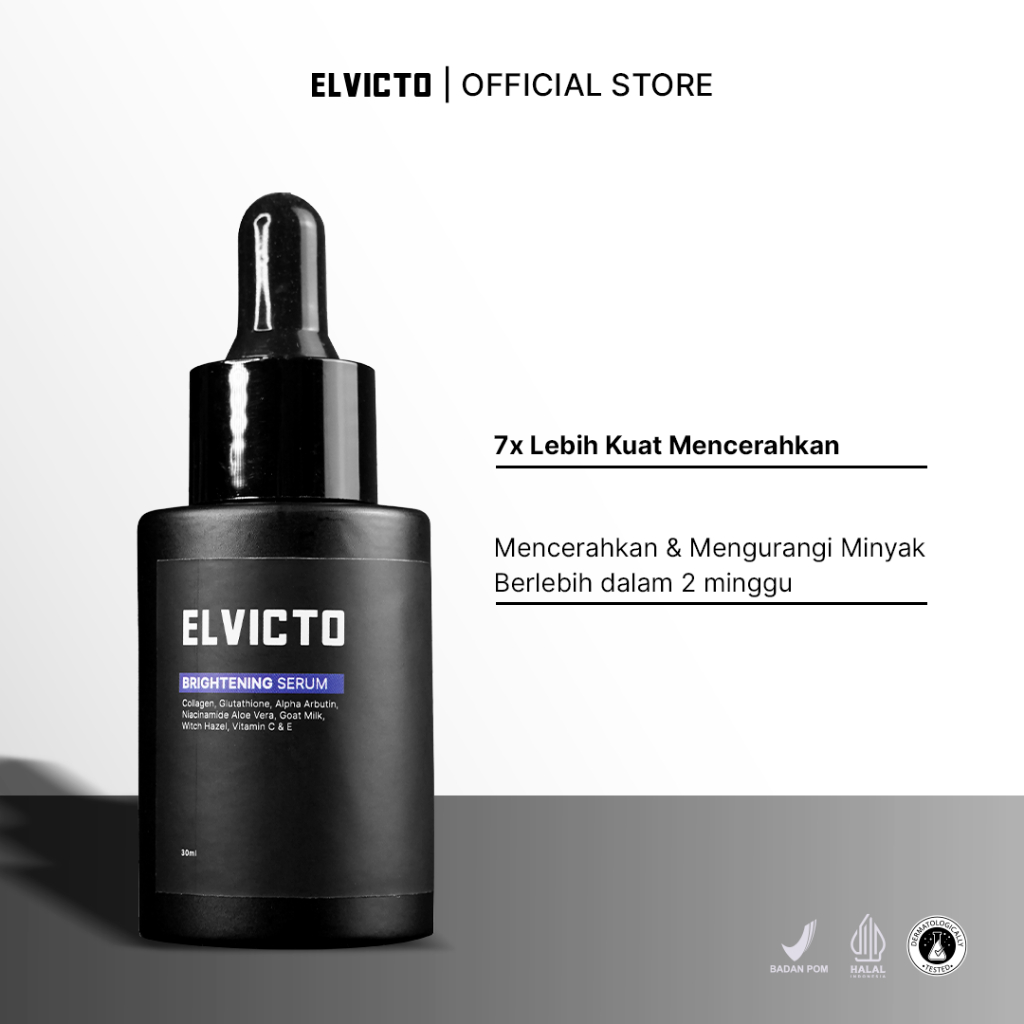 ELVICTO | OFFICIAL STORE
7x Lebih Kuat Mencerahkan
Mencerahkan & Mengurangi Minyak
Berlebih dalam 2 minggu
ELVICTO
BRIGHTENING SERUM
Collagen, Glutathione, Alpha Arbutin,
Niacinamide Aloe Vera, Goat Milk,
Witch Hazel, Vitamin C & E
30ml
BADAN POM
HALAL
INDONESIA
DERMATOLOGICALLY
• TESTED •